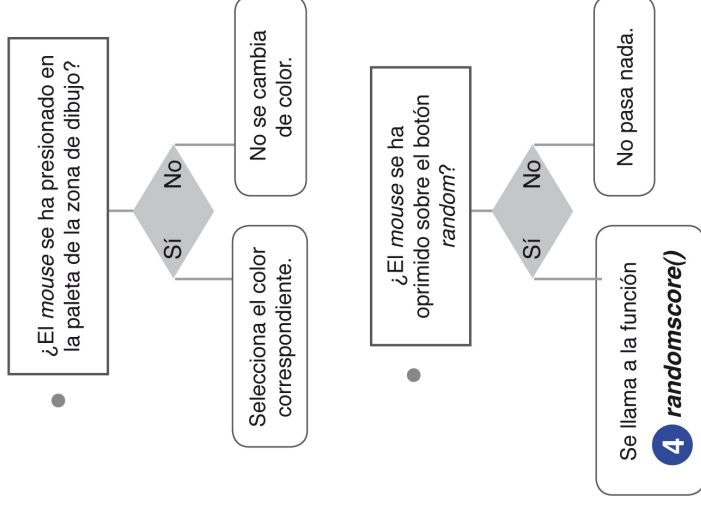 ¿El mouse se ha presionado en
la paleta de la zona de dibujo?
Sí
No
Selecciona el color
correspondiente.
No se cambia
de color.
¿El mouse se ha
oprimido sobre el botón
random?
Sí
No
Se llama a la función
4 randomscore()
No pasa nada.